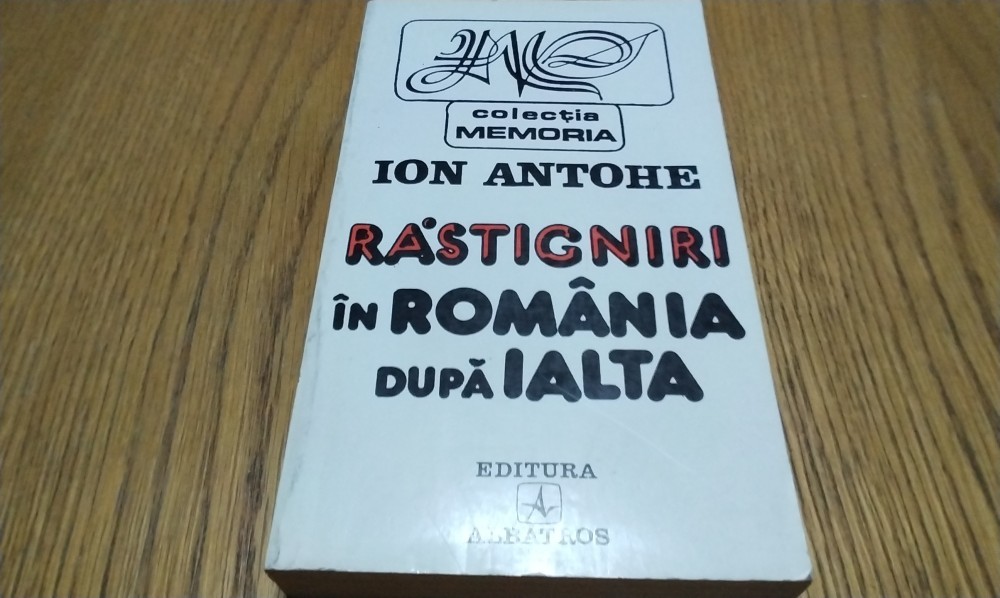 colecția
MEMORIA
ION ANTOHE
RĂSTIGNIRI
ÎN ROMÂNIA
DUPĂ IALTA
EDITURA
ALBATROS